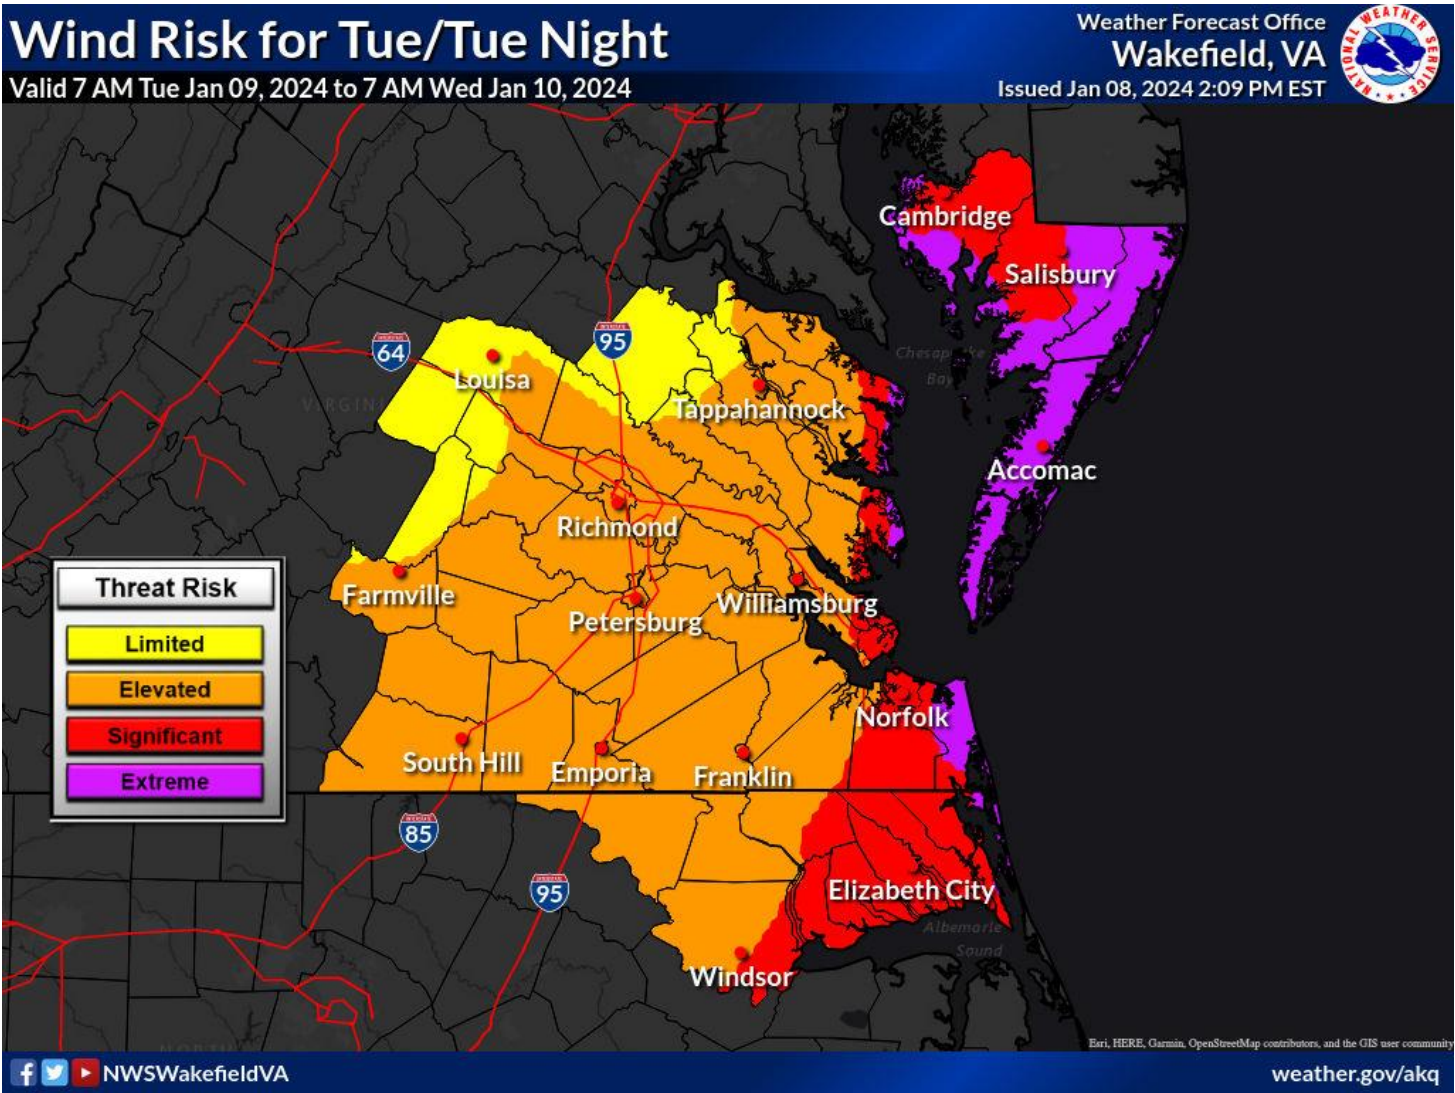 Wind Risk for Tue/Tue Night
Valid 7 AM Tue Jan 09, 2024 to 7 AM Wed Jan 10, 2024
Weather Forecast Office
Wakefield, VA
Issued Jan 08, 2024 2:09 PM EST
NATIONAL WEATHER SERVICE
Cambridge
Salisbury
64
95
Chesapeake
Bay
Louisa
VIRGINI
Tappahannock
Accomac
Richmond
Threat Risk
Limited
Elevated
Significant
Extreme
Farmville
Petersburg
Williamsburg
Norfolk
South Hill
Emporia
Franklin
85
95
Elizabeth City
Albemarle
Sound
Windsor
Esri, HERE, Garmin, OpenStreetMap contributors, and the GIS user community
NWSWakefieldVA
weather.gov/akq